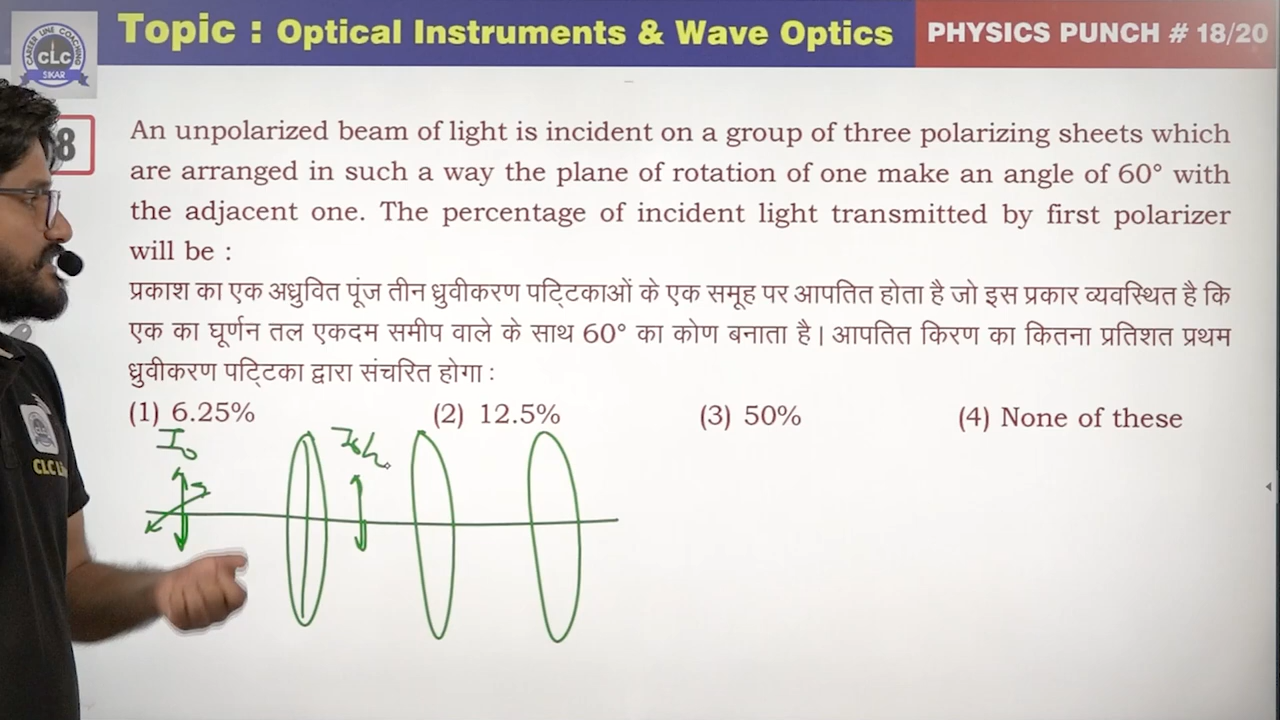 Topic : Optical Instruments & Wave Optics
PHYSICS PUNCH # 18/20
CAREER LINE COACHING
CLC
SIKAR
8
An unpolarized beam of light is incident on a group of three polarizing sheets which
are arranged in such a way the plane of rotation of one make an angle of 60° with
the adjacent one. The percentage of incident light transmitted by first polarizer
will be :
प्रकाश का एक अध्रुवित पूंज तीन ध्रुवीकरण पट्टिकाओं के एक समूह पर आपतित होता है जो इस प्रकार व्यवस्थित है कि
एक का घूर्णन तल एकदम समीप वाले के साथ 60° का कोण बनाता है। आपतित किरण का कितना प्रतिशत प्रथम
ध्रुवीकरण पट्टिका द्वारा संचरित होगा :
(1) 6.25% (2) 12.5% (3) 50% (4) None of these
I₀
CLC